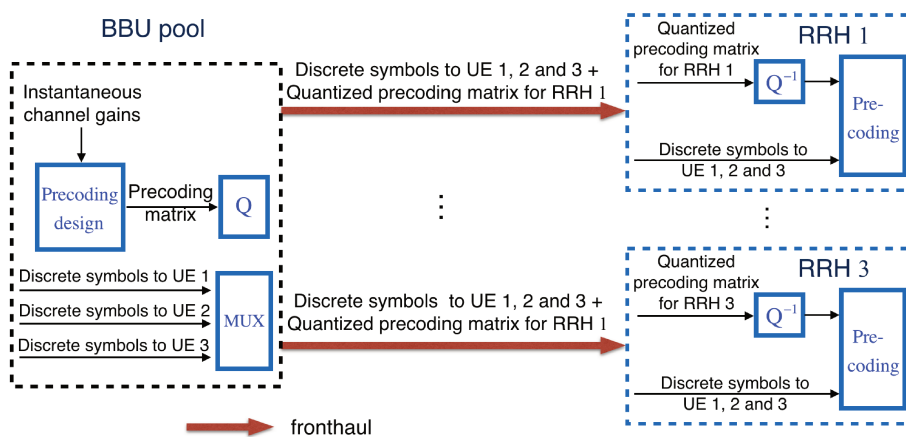 BBU pool
Instantaneous
channel gains
Precoding
design
Precoding
matrix
Q
Discrete symbols to UE 1
Discrete symbols to UE 2
Discrete symbols to UE 3
MUX
Discrete symbols to UE 1, 2 and 3 +
Quantized precoding matrix for RRH 1
⋮
Discrete symbols to UE 1, 2 and 3 +
Quantized precoding matrix for RRH 1
fronthaul
RRH 1
Quantized
precoding matrix
for RRH 1
Q⁻¹
Pre-
coding
Discrete symbols to
UE 1, 2 and 3
⋮
RRH 3
Quantized
precoding matrix
for RRH 3
Q⁻¹
Pre-
coding
Discrete symbols to
UE 1, 2 and 3